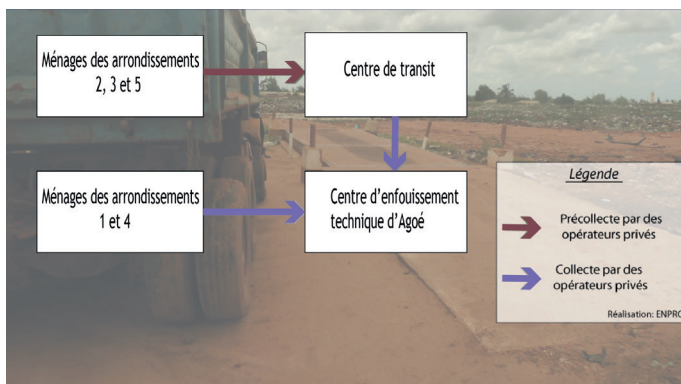 Ménages des arrondissements
2, 3 et 5
Centre de transit
Ménages des arrondissements
1 et 4
Centre d'enfouissement
technique d'Agoé
Légende
Précollecte par des
opérateurs privés
Collecte par des
opérateurs privés
Réalisation: ENPRO